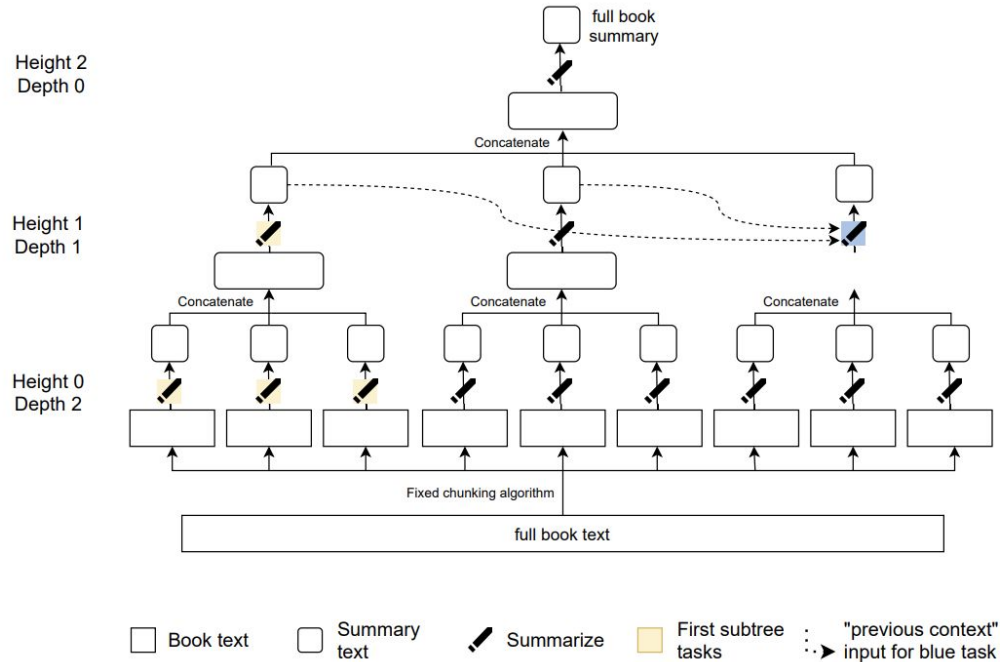 full book
summary
Height 2
Depth 0
Concatenate
Height 1
Depth 1
Concatenate
Concatenate
Concatenate
Height 0
Depth 2
Fixed chunking algorithm
full book text
Book text
Summary
text
Summarize
First subtree
tasks
"previous context"
input for blue task